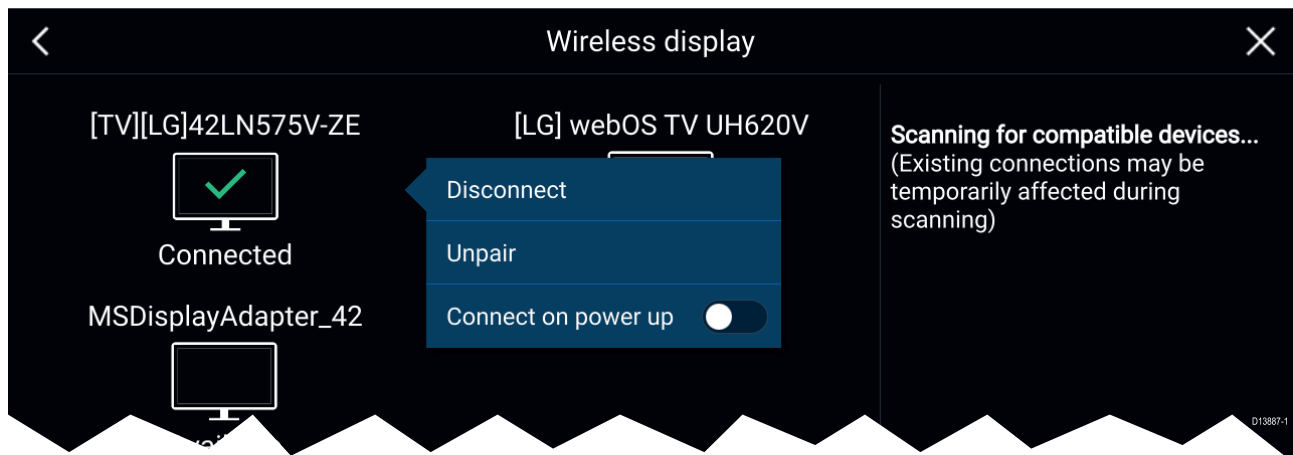 Wireless display
[TV][LG]42LN575V-ZE
[LG] webOS TV UH620V
Connected
Disconnect
Unpair
Connect on power up
MSDisplayAdapter_42
Scanning for compatible devices...
(Existing connections may be
temporarily affected during
scanning)
D13887-1